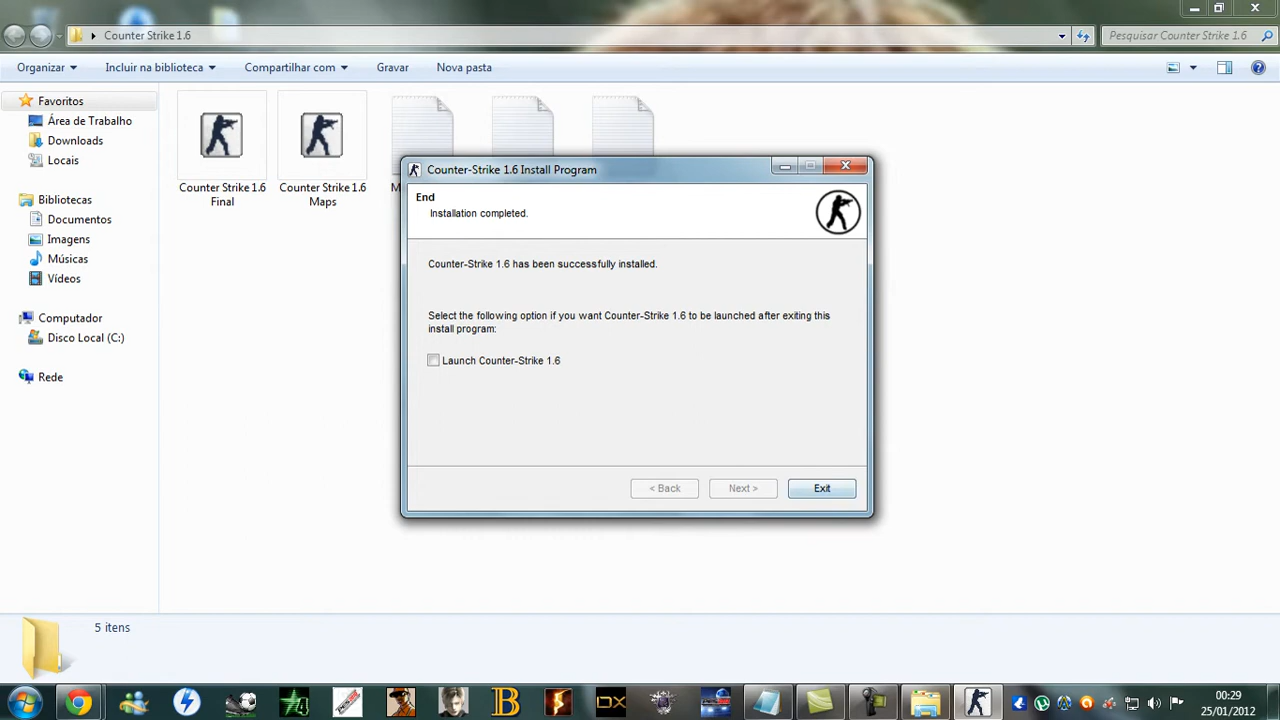 Counter Strike 1.6
Pesquisar Counter Strike 1.6
Organizar
Incluir na biblioteca
Compartilhar com
Gravar
Nova pasta
Favoritos
Área de Trabalho
Downloads
Locais
Bibliotecas
Documentos
Imagens
Músicas
Vídeos
Computador
Disco Local (C:)
Rede
Counter Strike 1.6
Final
Counter Strike 1.6
Maps
Counter-Strike 1.6 Install Program
End
Installation completed.
Counter-Strike 1.6 has been successfully installed.
Select the following option if you want Counter-Strike 1.6 to be launched after exiting this
install program:
Launch Counter-Strike 1.6
< Back
Next >
Exit
5 itens
B
DX
00:29
25/01/2012